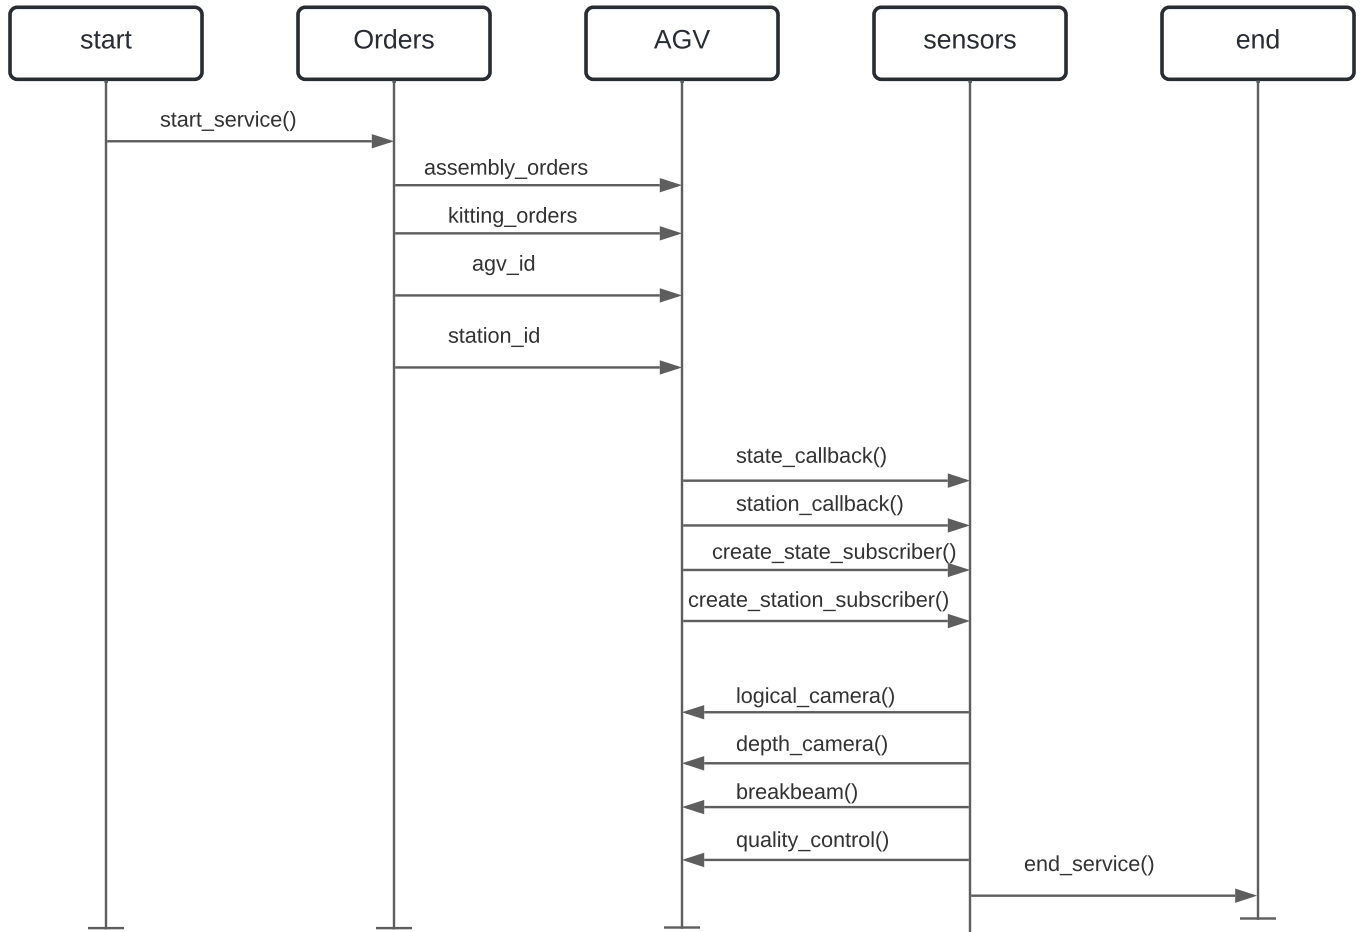 start
Orders
AGV
sensors
end
start_service()
assembly_orders
kitting_orders
agv_id
station_id
state_callback()
station_callback()
create_state_subscriber()
create_station_subscriber()
logical_camera()
depth_camera()
breakbeam()
quality_control()
end_service()